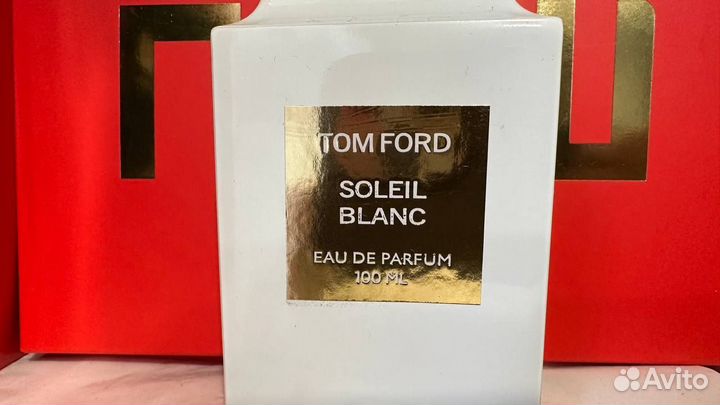 TOM FORD
SOLEIL
BLANC
EAU DE PARFUM
100 ML
Avito